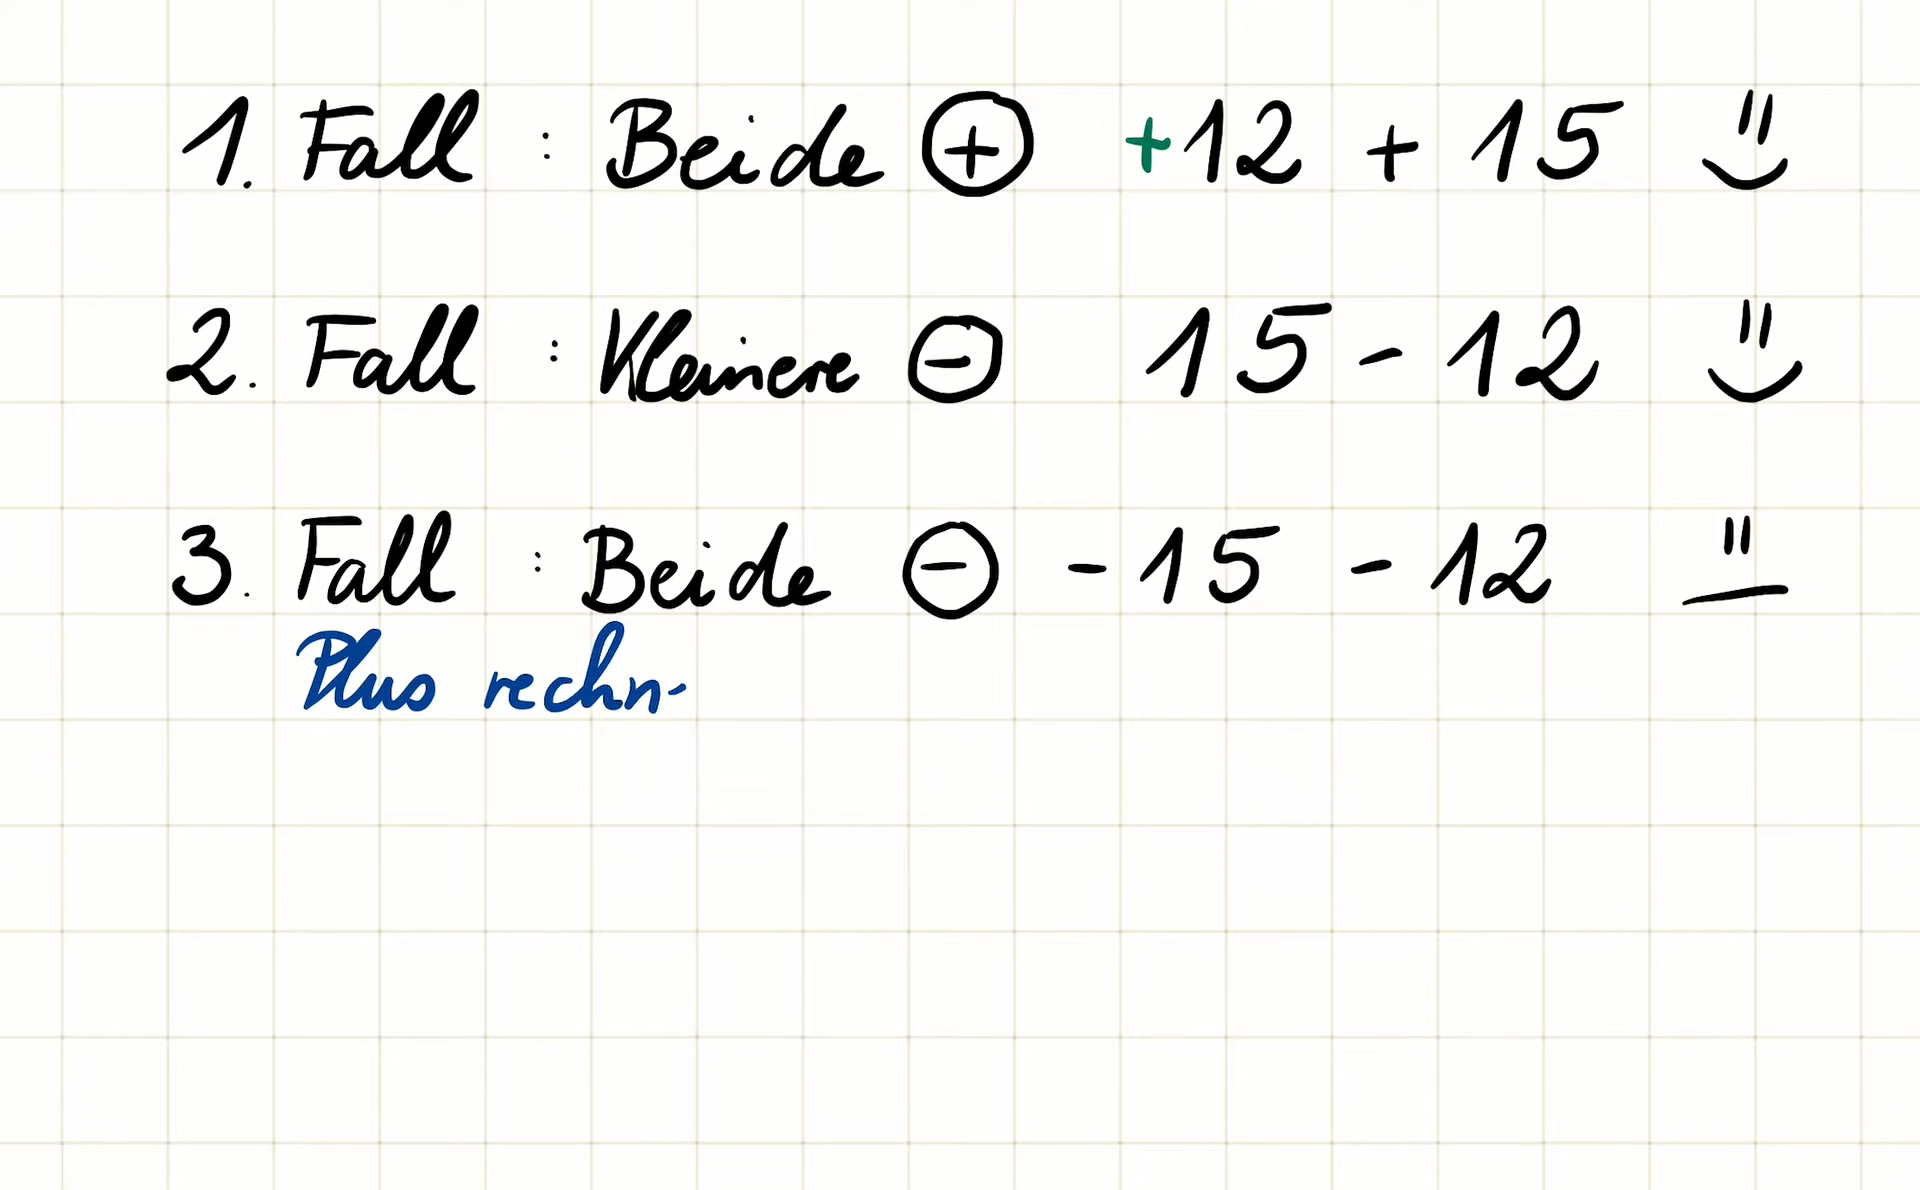 1. Fall : Beide ⊕ +12 + 15
2. Fall : Kleinere ⊖ 15 - 12
3. Fall : Beide ⊖ - 15 - 12
Plus rechn